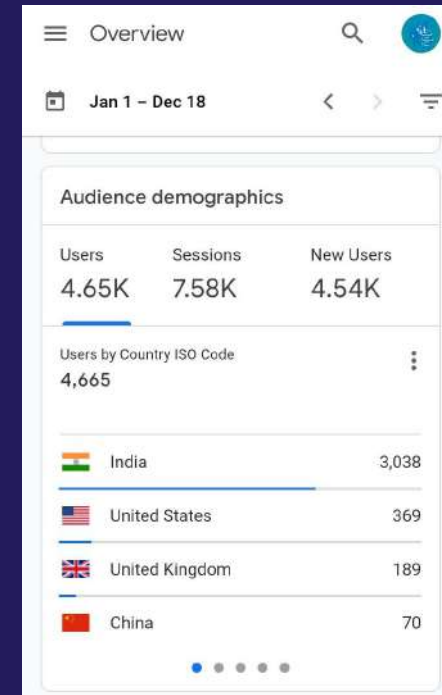 Overview
Jan 1 – Dec 18
Audience demographics
Users Sessions New Users
4.65K 7.58K 4.54K
Users by Country ISO Code
4,665
India 3,038
United States 369
United Kingdom 189
China 70